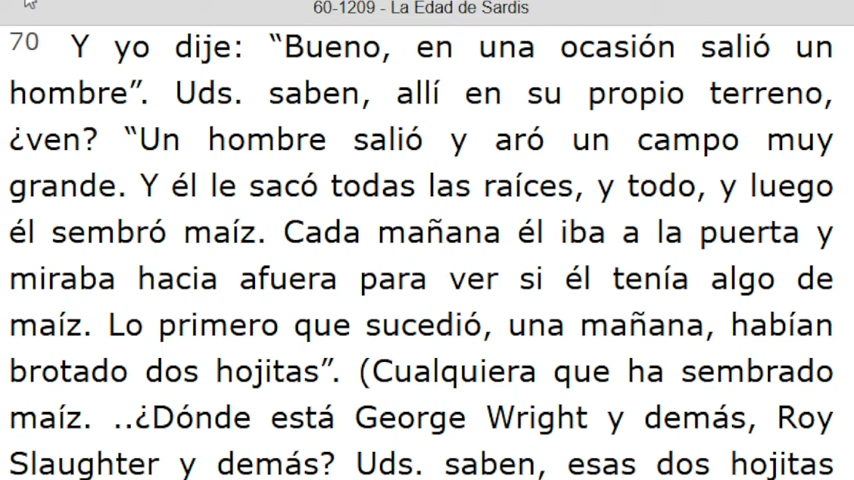 60-1209 - La Edad de Sardis
70 Y yo dije: “Bueno, en una ocasión salió un
hombre”. Uds. saben, allí en su propio terreno,
¿ven? “Un hombre salió y aró un campo muy
grande. Y él le sacó todas las raíces, y todo, y luego
él sembró maíz. Cada mañana él iba a la puerta y
miraba hacia afuera para ver si él tenía algo de
maíz. Lo primero que sucedió, una mañana, habían
brotado dos hojitas”. (Cualquiera que ha sembrado
maíz. ..¿Dónde está George Wright y demás, Roy
Slaughter y demás? Uds. saben, esas dos hojitas